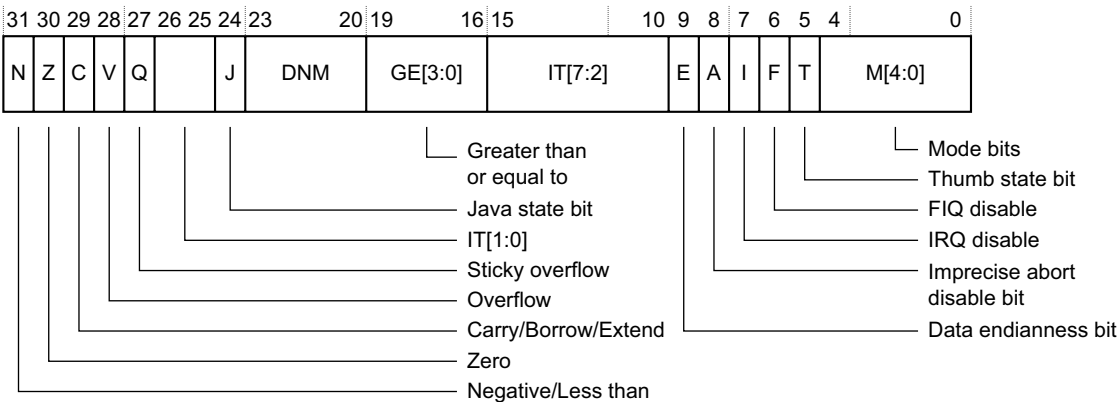 31 30 29 28 27 26 25 24 23 20 19 16 15 10 9 8 7 6 5 4 0
N Z C V Q J DNM GE[3:0] IT[7:2] E A I F T M[4:0]
Greater than
or equal to
Java state bit
IT[1:0]
Sticky overflow
Overflow
Carry/Borrow/Extend
Zero
Negative/Less than
Mode bits
Thumb state bit
FIQ disable
IRQ disable
Imprecise abort
disable bit
Data endianness bit